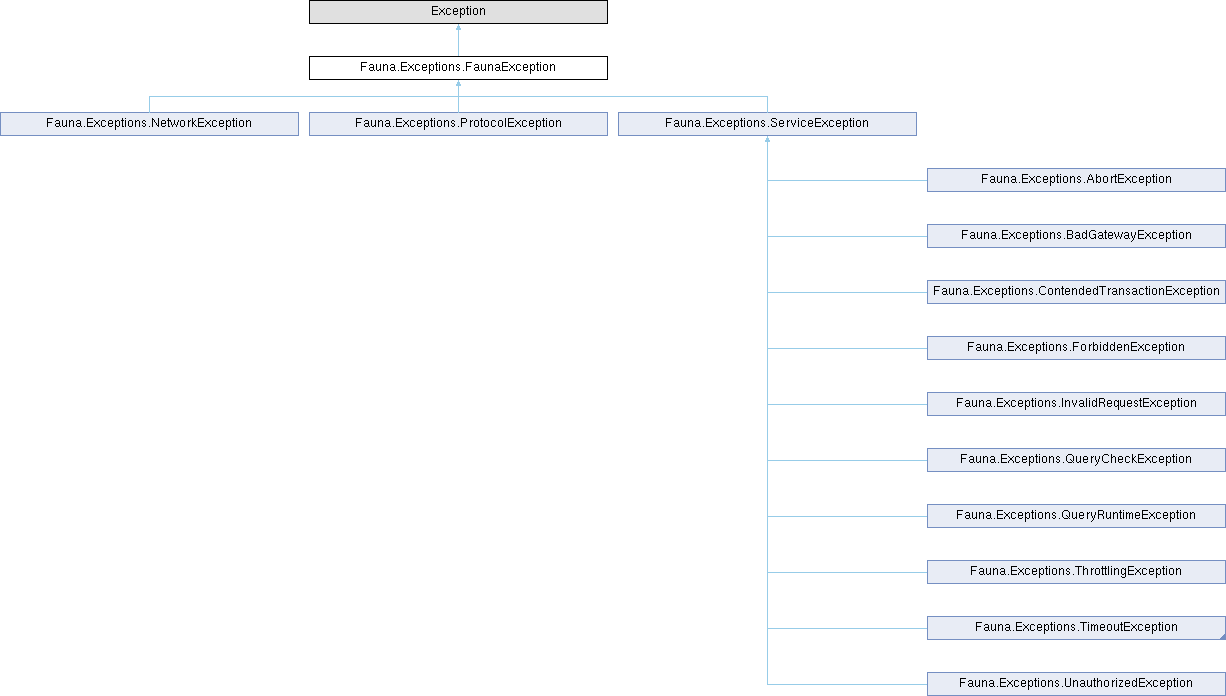 Exception
Fauna.Exceptions.FaunaException
Fauna.Exceptions.NetworkException
Fauna.Exceptions.ProtocolException
Fauna.Exceptions.ServiceException
Fauna.Exceptions.AbortException
Fauna.Exceptions.BadGatewayException
Fauna.Exceptions.ContendedTransactionException
Fauna.Exceptions.ForbiddenException
Fauna.Exceptions.InvalidRequestException
Fauna.Exceptions.QueryCheckException
Fauna.Exceptions.QueryRuntimeException
Fauna.Exceptions.ThrottlingException
Fauna.Exceptions.TimeoutException
Fauna.Exceptions.UnauthorizedException